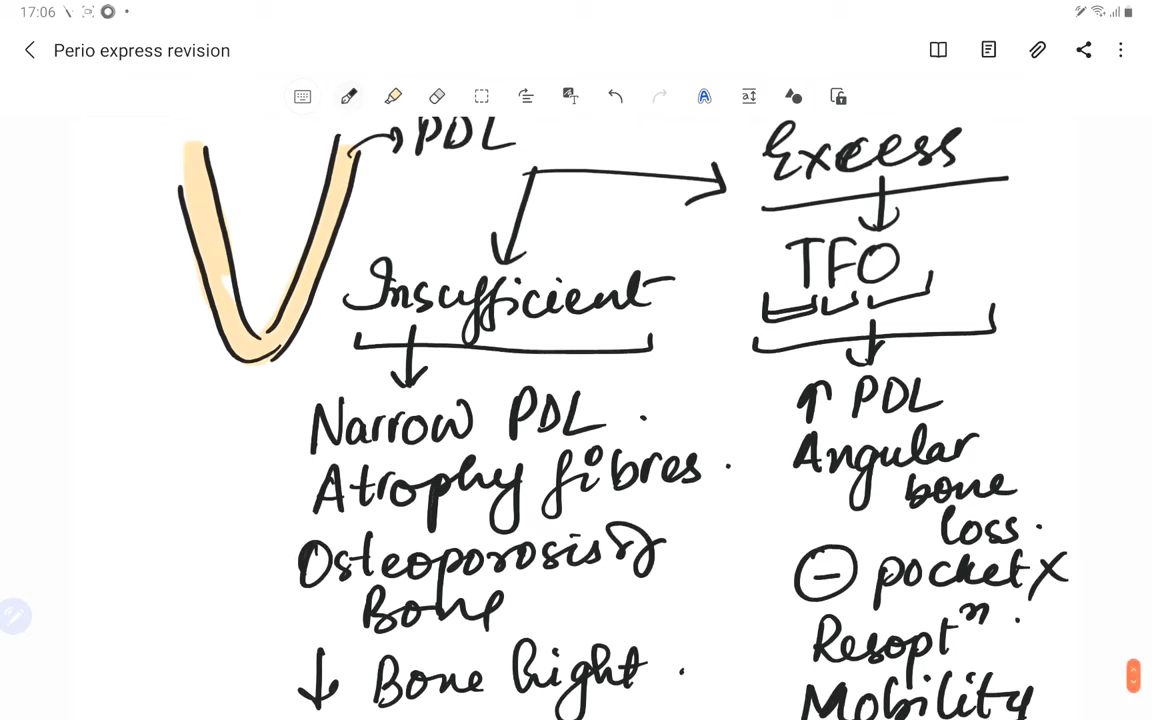 17:06
Perio express revision
PDL
Excess
TFO
Insufficient
Narrow PDL .
Atrophy fibres .
Osteoporosis of
Bone
↓ Bone hight .
↑ PDL
Angular
bone
loss .
⊖ pocket X
Resoptⁿ .
Mobility